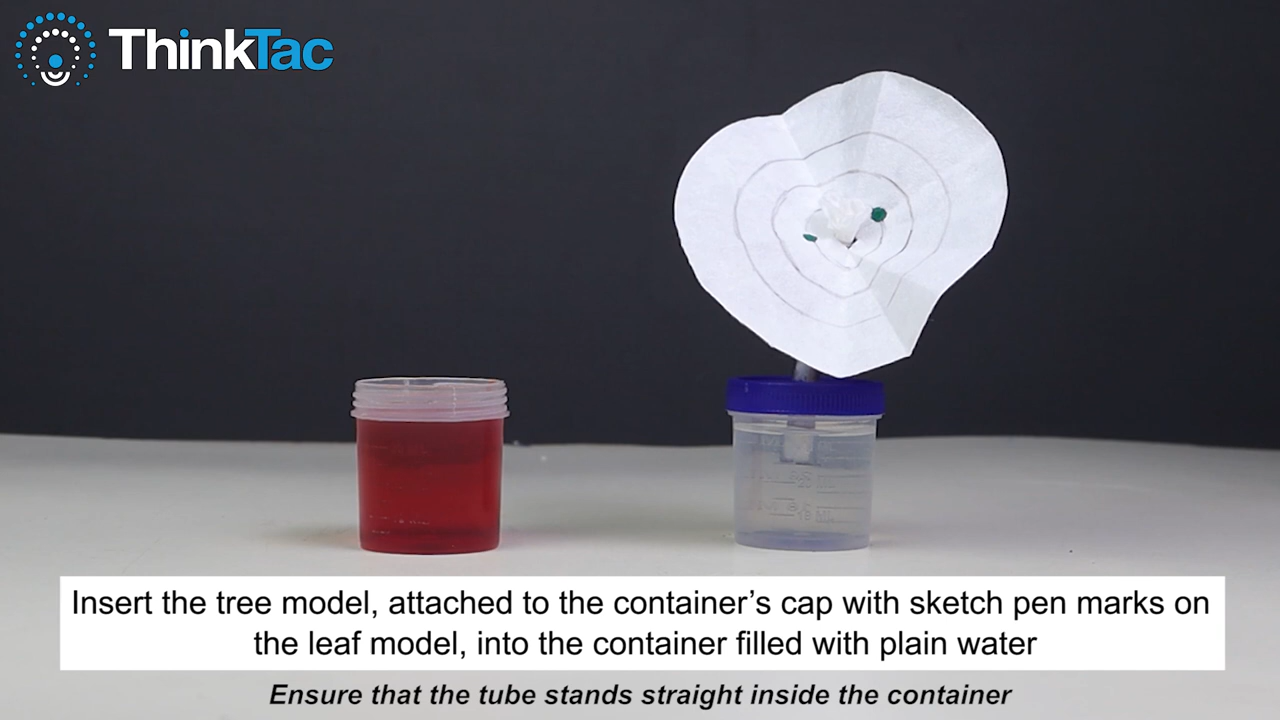 ThinkTac
Insert the tree model, attached to the container's cap with sketch pen marks on
the leaf model, into the container filled with plain water
Ensure that the tube stands straight inside the container